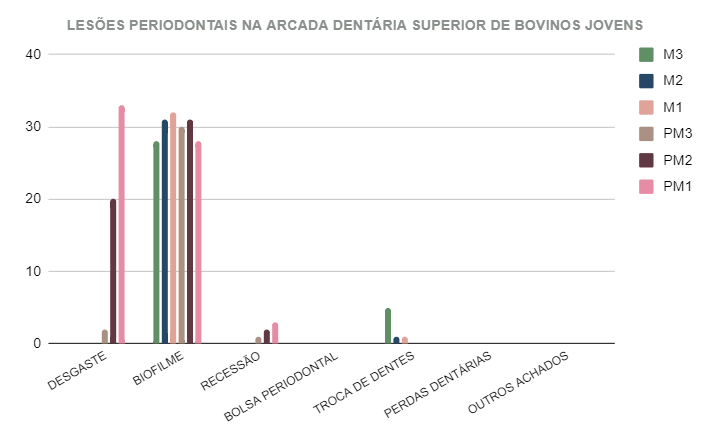 LESÕES PERIODONTAIS NA ARCADA DENTÁRIA SUPERIOR DE BOVINOS JOVENS
40
30
20
10
0
DESGASTE
BIOFILME
RECESSÃO
BOLSA PERIODONTAL
TROCA DE DENTES
PERDAS DENTÁRIAS
OUTROS ACHADOS
M3
M2
M1
PM3
PM2
PM1